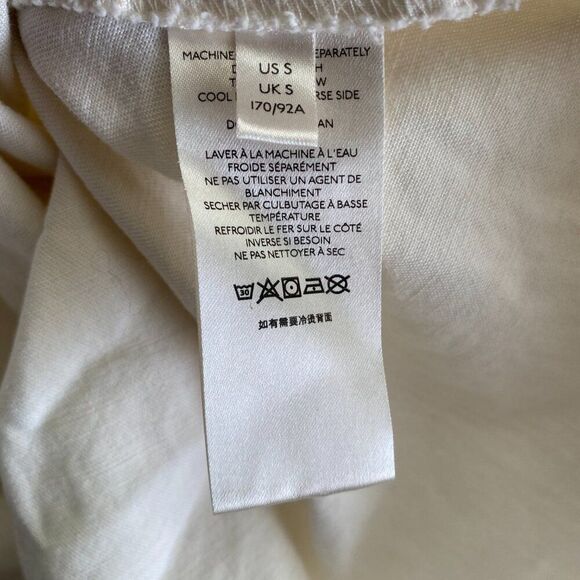 MACHINE EPARATELY
US S
UK S
COOL RSE SIDE
170/92A
LAVER À LA MACHINE À L'EAU
FROIDE SÉPARÉMENT
NE PAS UTILISER UN AGENT DE
BLANCHIMENT
SECHER PAR CULBUTAGE À BASSE
TEMPÉRATURE
REFROIDIR LE FER SUR LE CÔTÉ
INVERSE SI BESOIN
NE PAS NETTOYER À SEC
30
如有需要冷烫背面